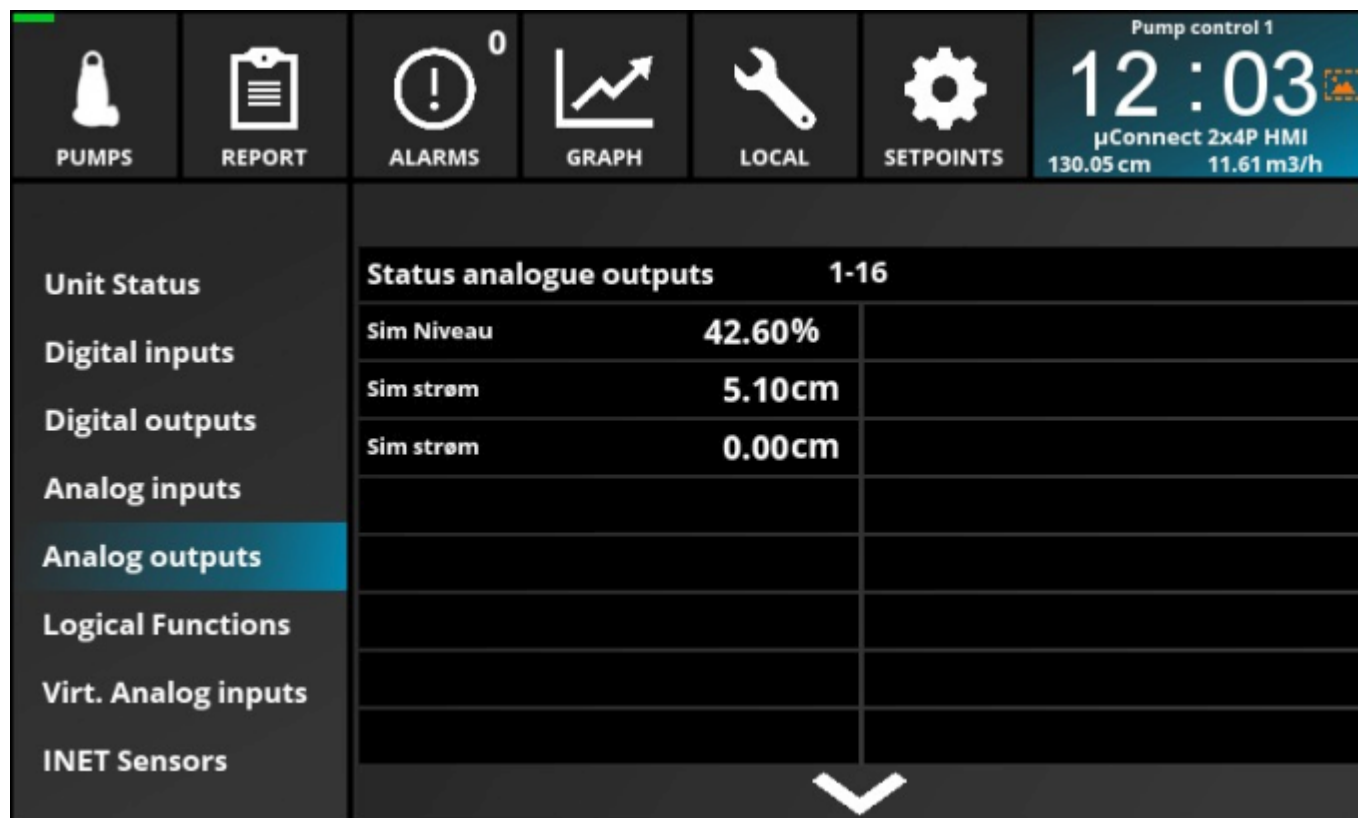 0
Pump control 1
12 : 03
µConnect 2x4P HMI
130.05 cm 11.61 m3/h
PUMPS REPORT ALARMS GRAPH LOCAL SETPOINTS
Unit Status
Digital inputs
Digital outputs
Analog inputs
Analog outputs
Logical Functions
Virt. Analog inputs
INET Sensors
Status analogue outputs 1-16
Sim Niveau 42.60%
Sim strøm 5.10cm
Sim strøm 0.00cm